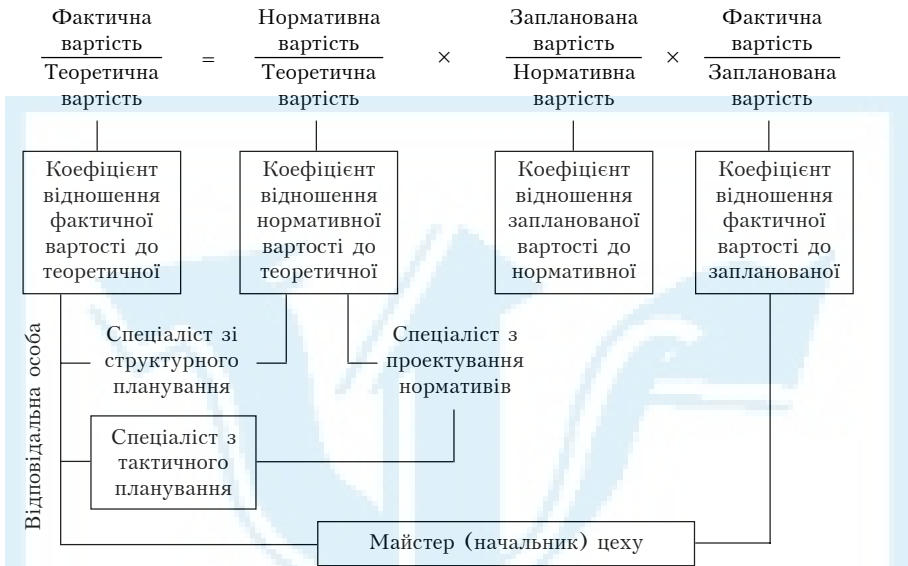 Фактична вартість / Теоретична вартість = Нормативна вартість / Теоретична вартість × Запланована вартість / Нормативна вартість × Фактична вартість / Запланована вартість
Коефіцієнт
відношення
фактичної
вартості до
теоретичної
Коефіцієнт
відношення
нормативної
вартості до
теоретичної
Коефіцієнт
відношення
запланованої
вартості до
нормативної
Коефіцієнт
відношення
фактичної
вартості до
запланованої
Відповідальна особа
Спеціаліст зі
структурного
планування
Спеціаліст з
проектування
нормативів
Спеціаліст з
тактичного
планування
Майстер (начальник) цеху